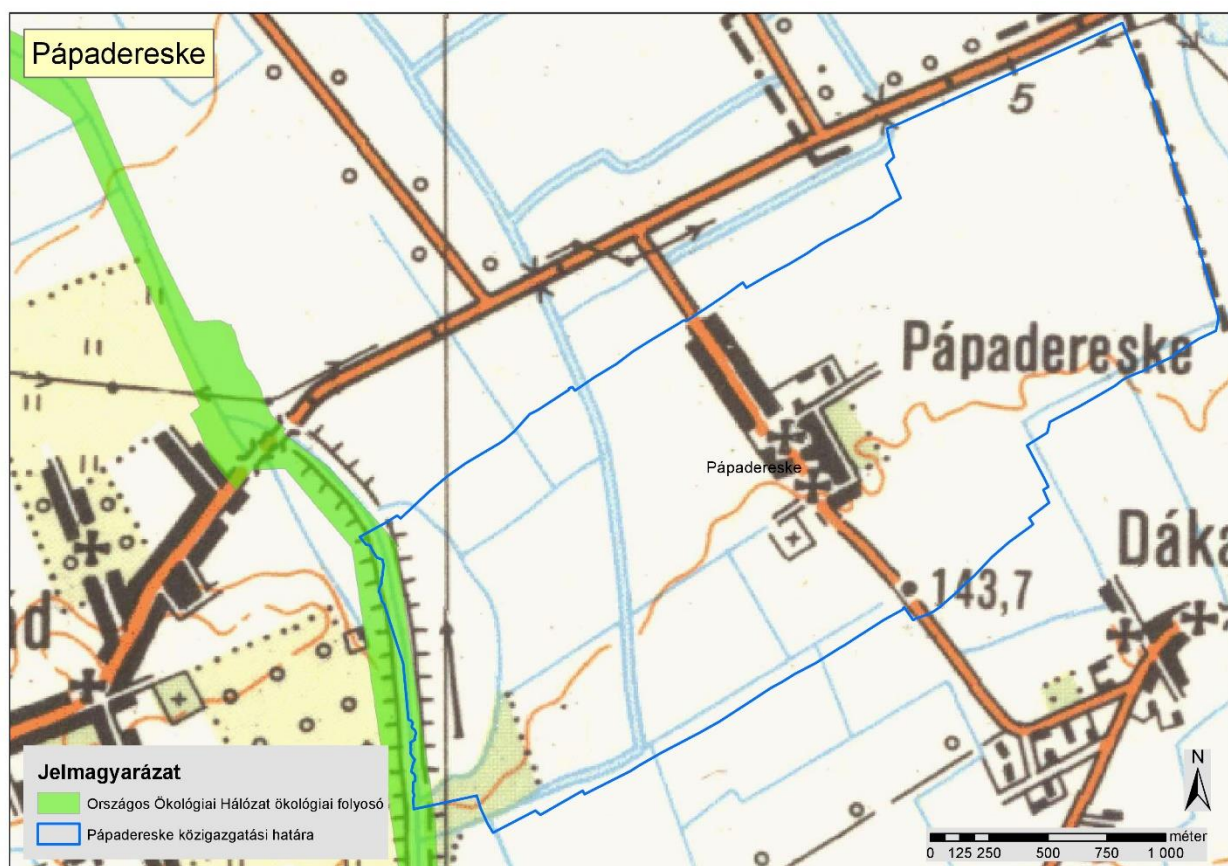 Pápadereske
5
Pápadereske
Pápadereske
Dáka
143,7
d
Jelmagyarázat
Országos Ökológiai Hálózat ökológiai folyosó
Pápadereske közigazgatási határa
N
méter
0 125 250 500 750 1 000